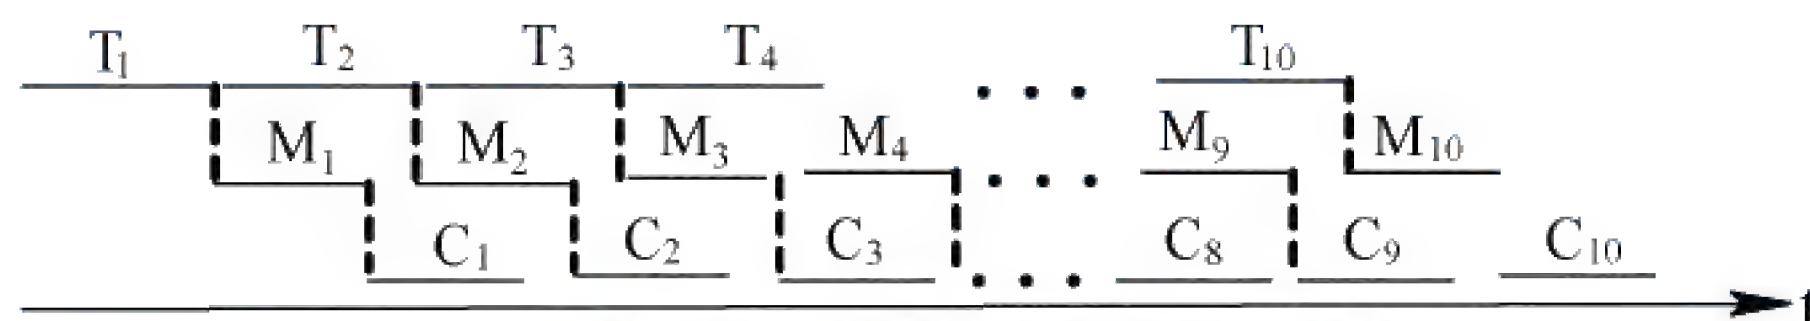 T1 T2 T3 T4 ... T10
M1 M2 M3 M4 ... M9 M10
C1 C2 C3 ... C8 C9 C10
t